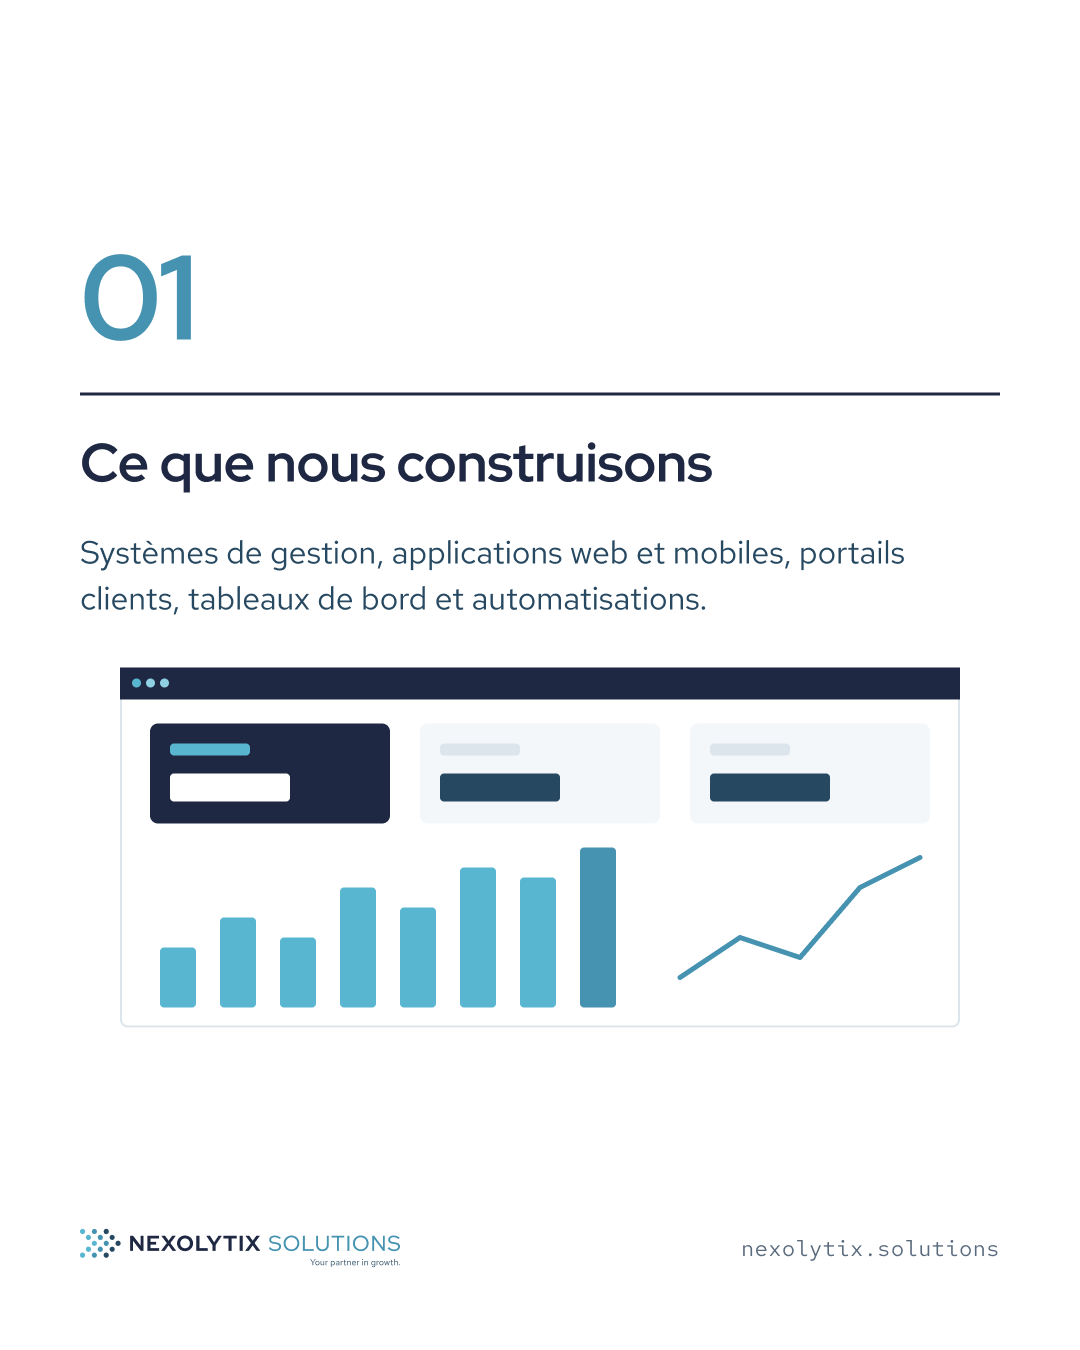 01
Ce que nous construisons
Systèmes de gestion, applications web et mobiles, portails
clients, tableaux de bord et automatisations.
NEXOLYTIX SOLUTIONS
Your partner in growth.
nexolytix.solutions